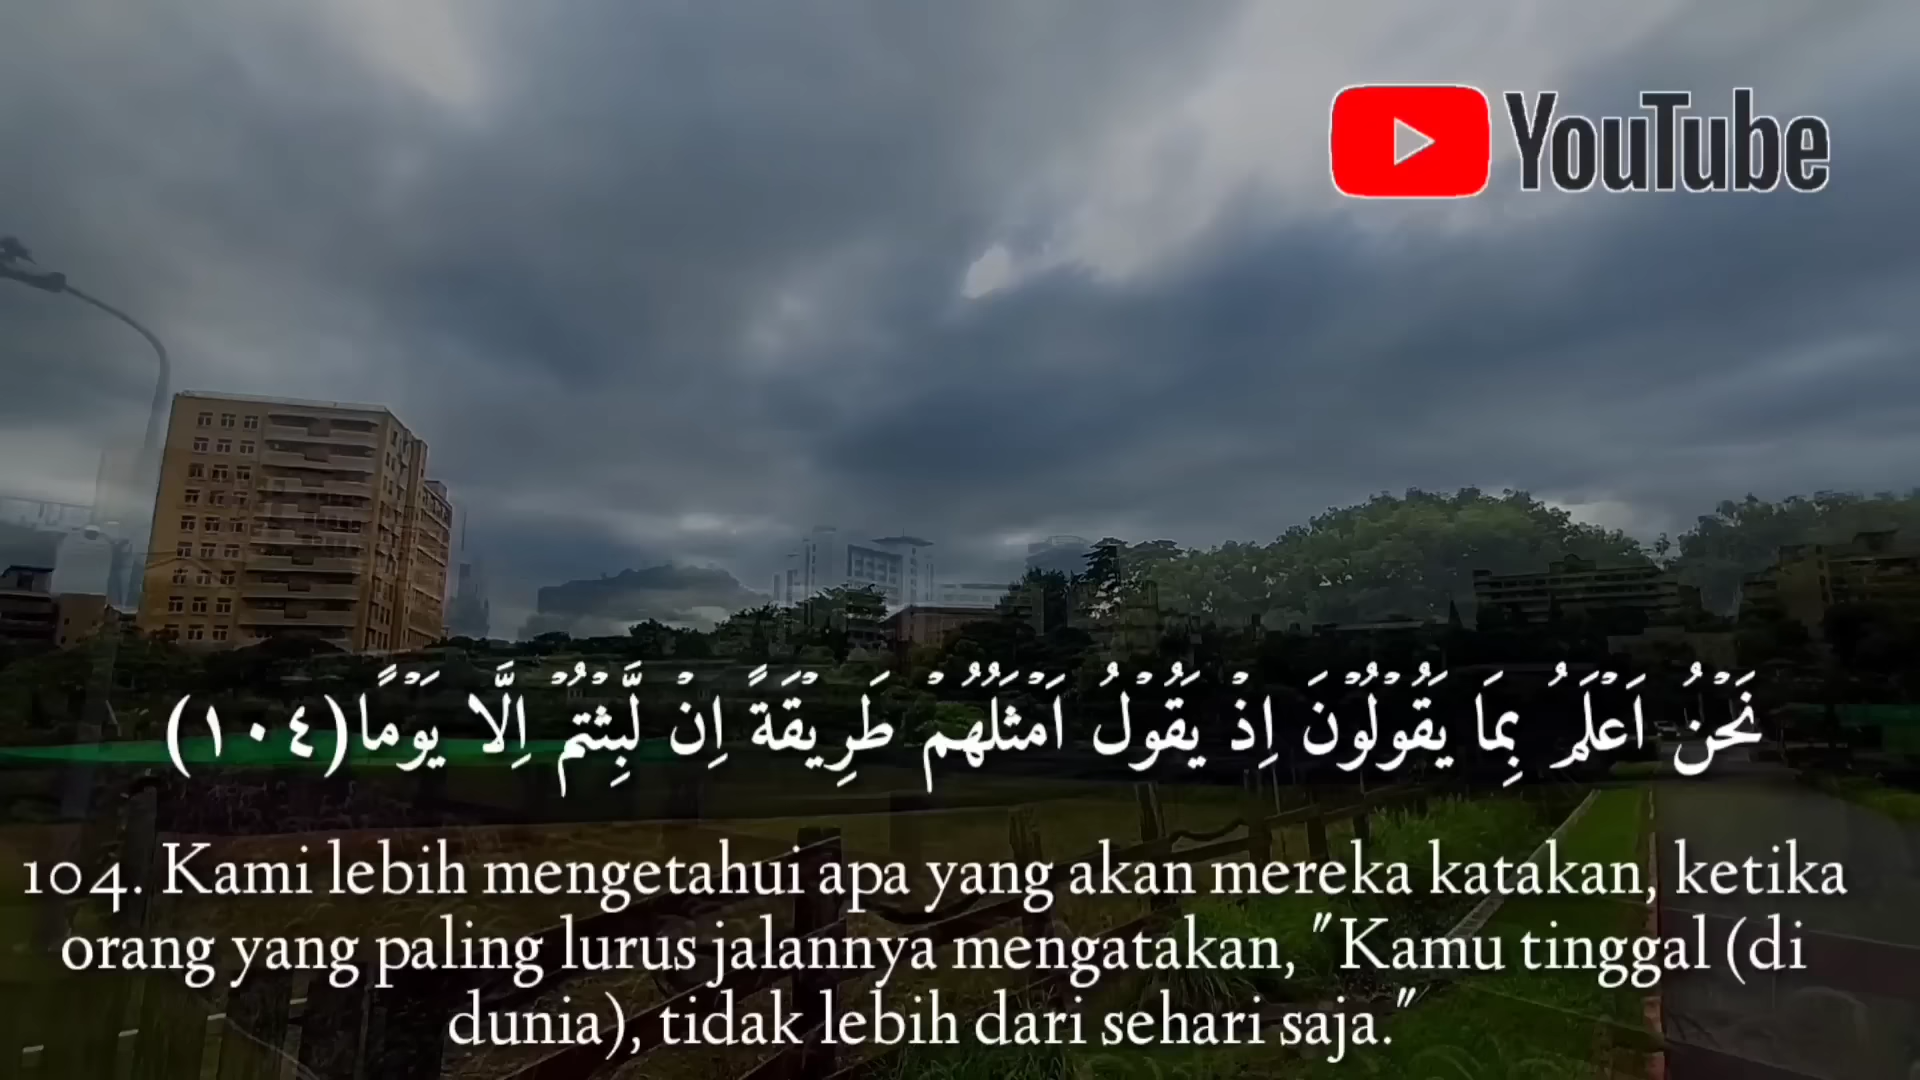 YouTube
نَحْنُ اَعْلَمُ بِمَا يَقُوْلُوْنَ اِذْ يَقُوْلُ اَمْثَلُهُمْ طَرِيْقَةً اِنْ لَّبِثْتُمْ اِلَّا يَوْمًا (١٠٤)
104. Kami lebih mengetahui apa yang akan mereka katakan, ketika
orang yang paling lurus jalannya mengatakan, "Kamu tinggal (di
dunia), tidak lebih dari sehari saja."